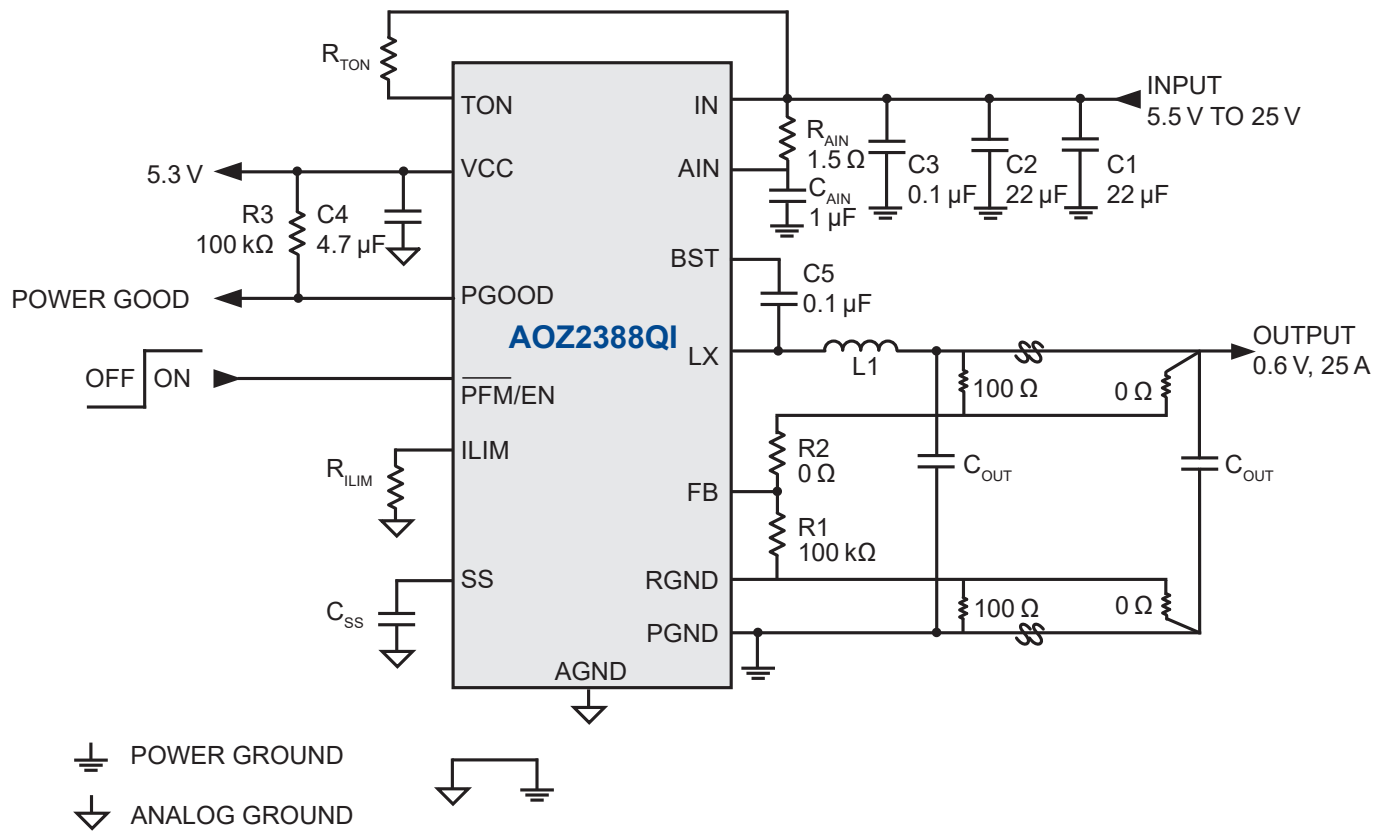 R_TON
TON
IN
INPUT
5.5 V TO 25 V
R_AIN
1.5 Ω
C3
0.1 µF
C2
22 µF
C1
22 µF
5.3 V
VCC
AIN
C_AIN
1 µF
R3
100 kΩ
C4
4.7 µF
BST
C5
0.1 µF
POWER GOOD
PGOOD
AOZ2388QI
LX
L1
OUTPUT
0.6 V, 25 A
OFF
ON
PFM/EN
100 Ω
0 Ω
ILIM
R_ILIM
R2
0 Ω
C_OUT
C_OUT
FB
R1
100 kΩ
SS
RGND
C_SS
100 Ω
0 Ω
PGND
AGND
POWER GROUND
ANALOG GROUND